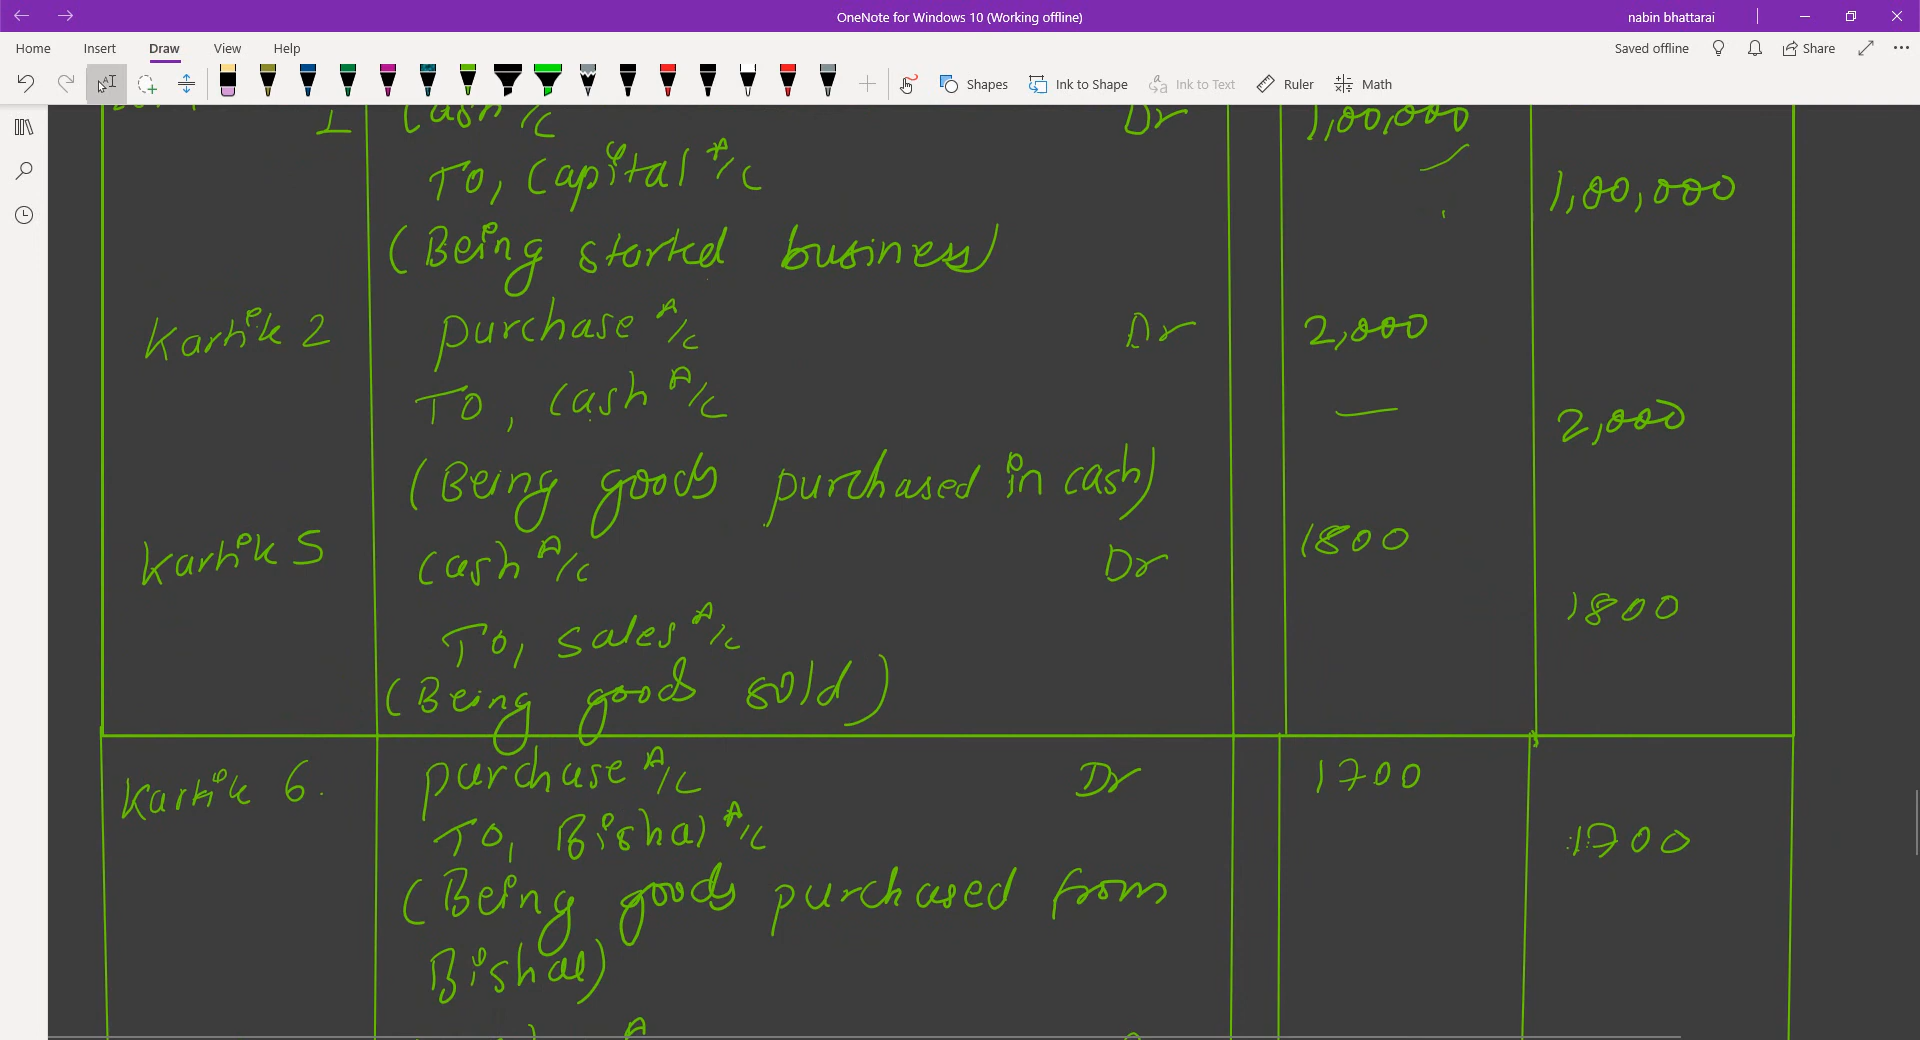 OneNote for Windows 10 (Working offline)
nabin bhattarai
Home Insert Draw View Help
Saved offline Share
Shapes Ink to Shape Ink to Text Ruler Math
1 Cash A/c Dr 1,00,000
To, Capital A/c 1,00,000
(Being started business)
Kartik 2 purchase A/c Dr 2,000
To, Cash A/c 2,000
(Being goods purchased in cash)
Kartik 5 Cash A/c Dr 1800
To, sales A/c 1800
(Being goods sold)
Kartik 6. purchase A/c Dr 1700
To, Bishal A/c 1700
(Being goods purchased from
Bishal)